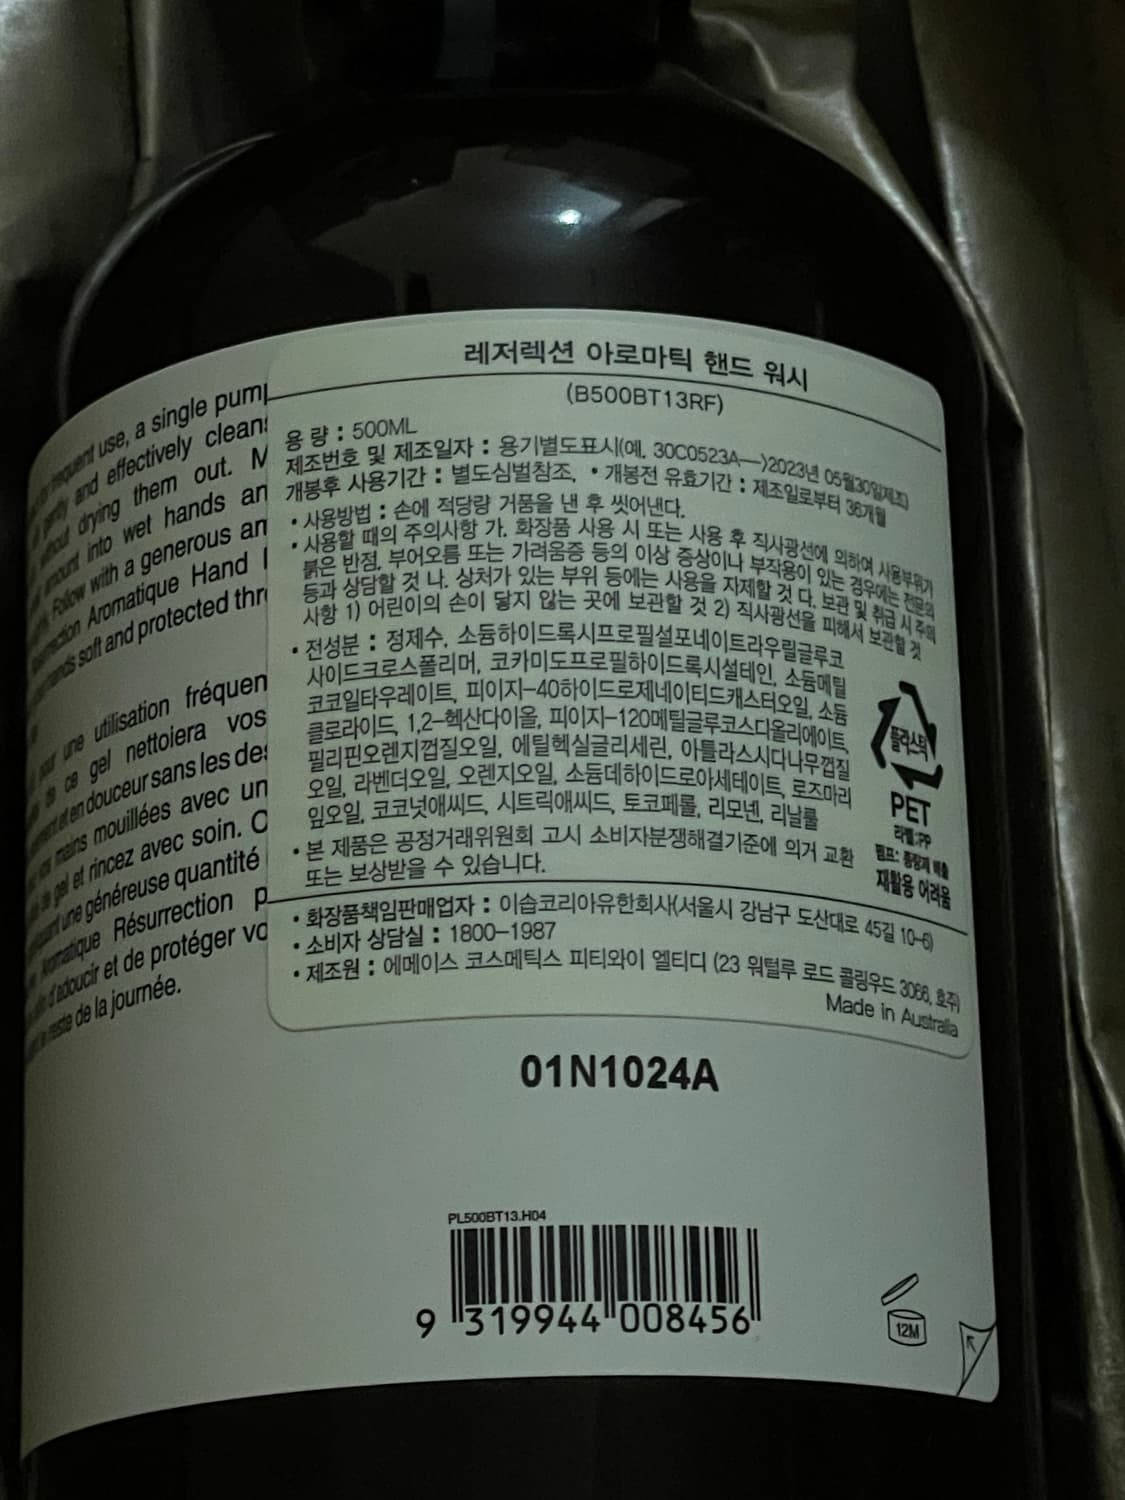 frequent use, a single pump
gently and effectively cleans
without drying them out. M
amount into wet hands an
Follow with a generous an
Resurrection Aromatique Hand
hands soft and protected thr
pour une utilisation fréquen
ce gel nettoiera vos
et en douceur sans les des
vos mains mouillées avec un
de gel et rincez avec soin. C
une généreuse quantité
Aromatique Résurrection p
d'adoucir et de protéger vo
le reste de la journée.
레저렉션 아로마틱 핸드 워시
(B500BT13RF)
용 량 : 500ML
제조번호 및 제조일자 : 용기별도표시(예. 30C0523A—>2023년 05월30일제조)
개봉후 사용기간 : 별도심벌참조, • 개봉전 유효기간 : 제조일로부터 36개월
• 사용방법 : 손에 적당량 거품을 낸 후 씻어낸다.
• 사용할 때의 주의사항 가. 화장품 사용 시 또는 사용 후 직사광선에 의하여 사용부위가
붉은 반점, 부어오름 또는 가려움증 등의 이상 증상이나 부작용이 있는 경우에는 전문의
등과 상담할 것 나. 상처가 있는 부위 등에는 사용을 자제할 것 다. 보관 및 취급 시 주의
사항 1) 어린이의 손이 닿지 않는 곳에 보관할 것 2) 직사광선을 피해서 보관할 것
• 전성분 : 정제수, 소듐하이드록시프로필설포네이트라우릴글루코
사이드크로스폴리머, 코카미도프로필하이드록시설테인, 소듐메틸
코코일타우레이트, 피이지-40하이드로제네이티드캐스터오일, 소듐
클로라이드, 1,2-헥산다이올, 피이지-120메틸글루코스디올리에이트,
필리핀오렌지껍질오일, 에틸헥실글리세린, 아틀라스시다나무껍질
오일, 라벤더오일, 오렌지오일, 소듐데하이드로아세테이트, 로즈마리
잎오일, 코코넛애씨드, 시트릭애씨드, 토코페롤, 리모넨, 리날룰
• 본 제품은 공정거래위원회 고시 소비자분쟁해결기준에 의거 교환
또는 보상받을 수 있습니다.
플라스틱
PET
라벨:PP
펌프: 종량제 배출
재활용 어려움
• 화장품책임판매업자 : 이솝코리아유한회사(서울시 강남구 도산대로 45길 10-6)
• 소비자 상담실 : 1800-1987
• 제조원 : 에메이스 코스메틱스 피티와이 엘티디 (23 워털루 로드 콜링우드 3066, 호주)
Made in Australia
01N1024A
PL500BT13.H04
9 319944 008456
12M